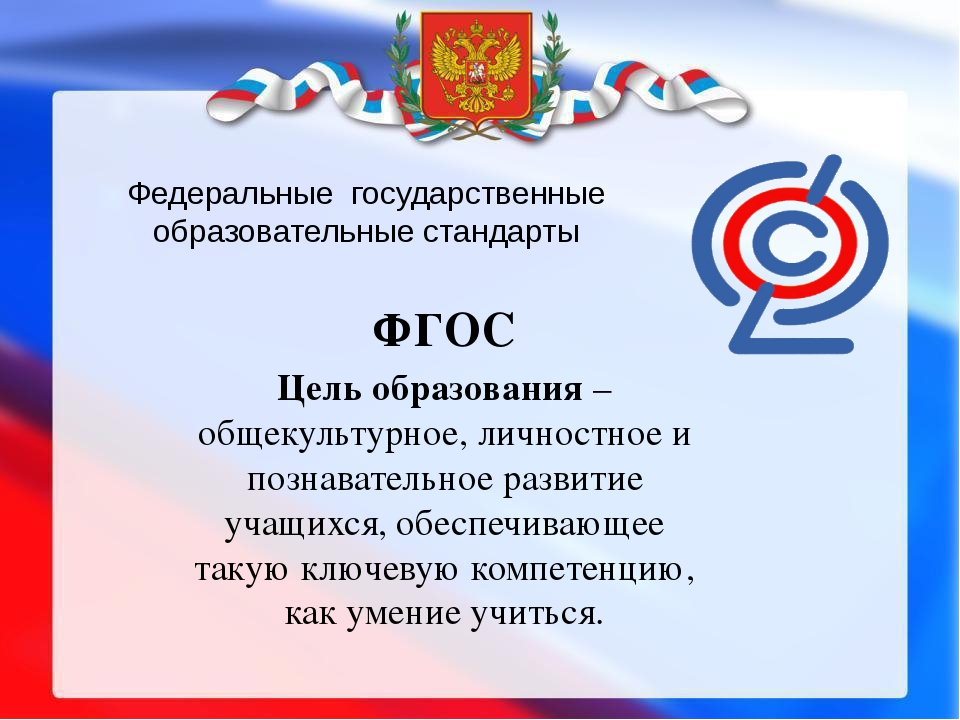 Федеральные государственные
образовательные стандарты
ФГОС
Цель образования –
общекультурное, личностное и
познавательное развитие
учащихся, обеспечивающее
такую ключевую компетенцию,
как умение учиться.